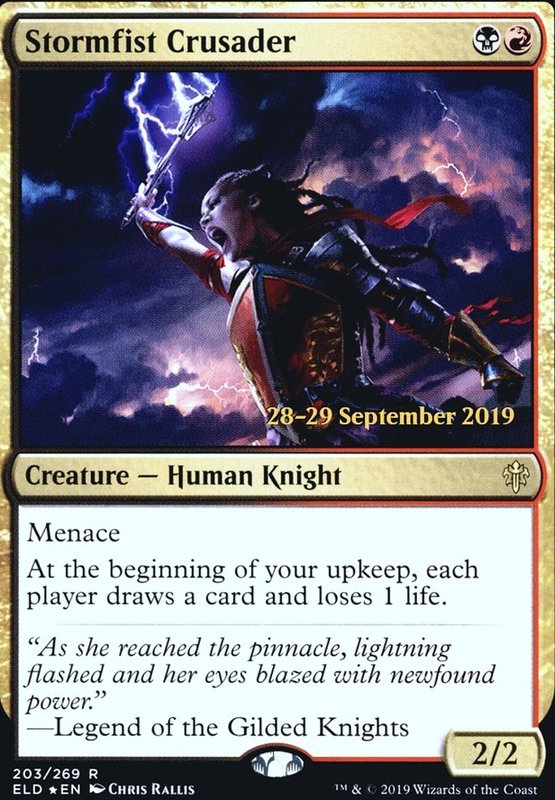 Stormfist Crusader
28–29 September 2019
Creature — Human Knight
Menace
At the beginning of your upkeep, each
player draws a card and loses 1 life.
“As she reached the pinnacle, lightning
flashed and her eyes blazed with newfound
power.”
—Legend of the Gilded Knights
2/2
203/269 R
ELD ★ EN Chris Rallis
™ & © 2019 Wizards of the Coast